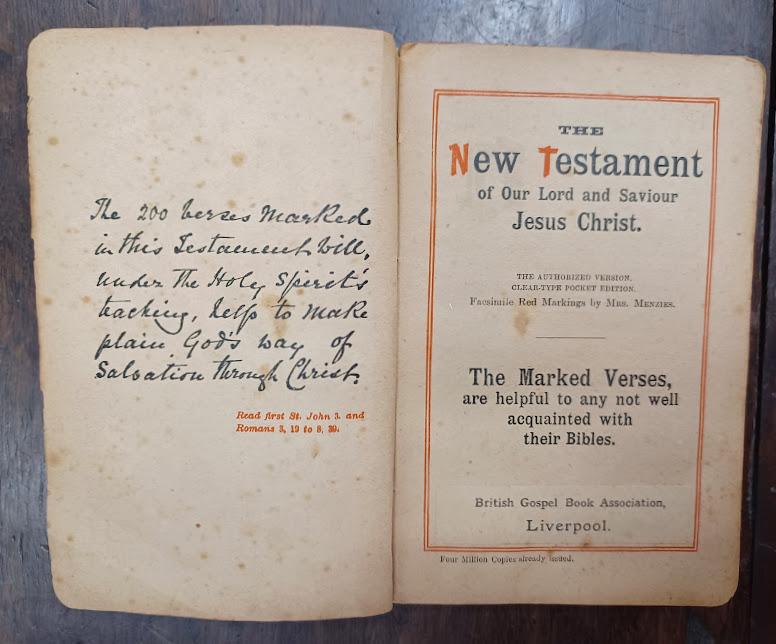 The 200 verses marked
in this Testament will,
under the Holy Spirit's
teaching, help to make
plain God's way of
Salvation through Christ.
Read first St. John 3. and
Romans 3, 19 to 8, 39.
THE
New Testament
of Our Lord and Saviour
Jesus Christ.
THE AUTHORIZED VERSION.
CLEAR-TYPE POCKET EDITION.
Facsimile Red Markings by MRS. MENZIES.
The Marked Verses,
are helpful to any not well
acquainted with
their Bibles.
British Gospel Book Association,
Liverpool.
Four Million Copies already issued.